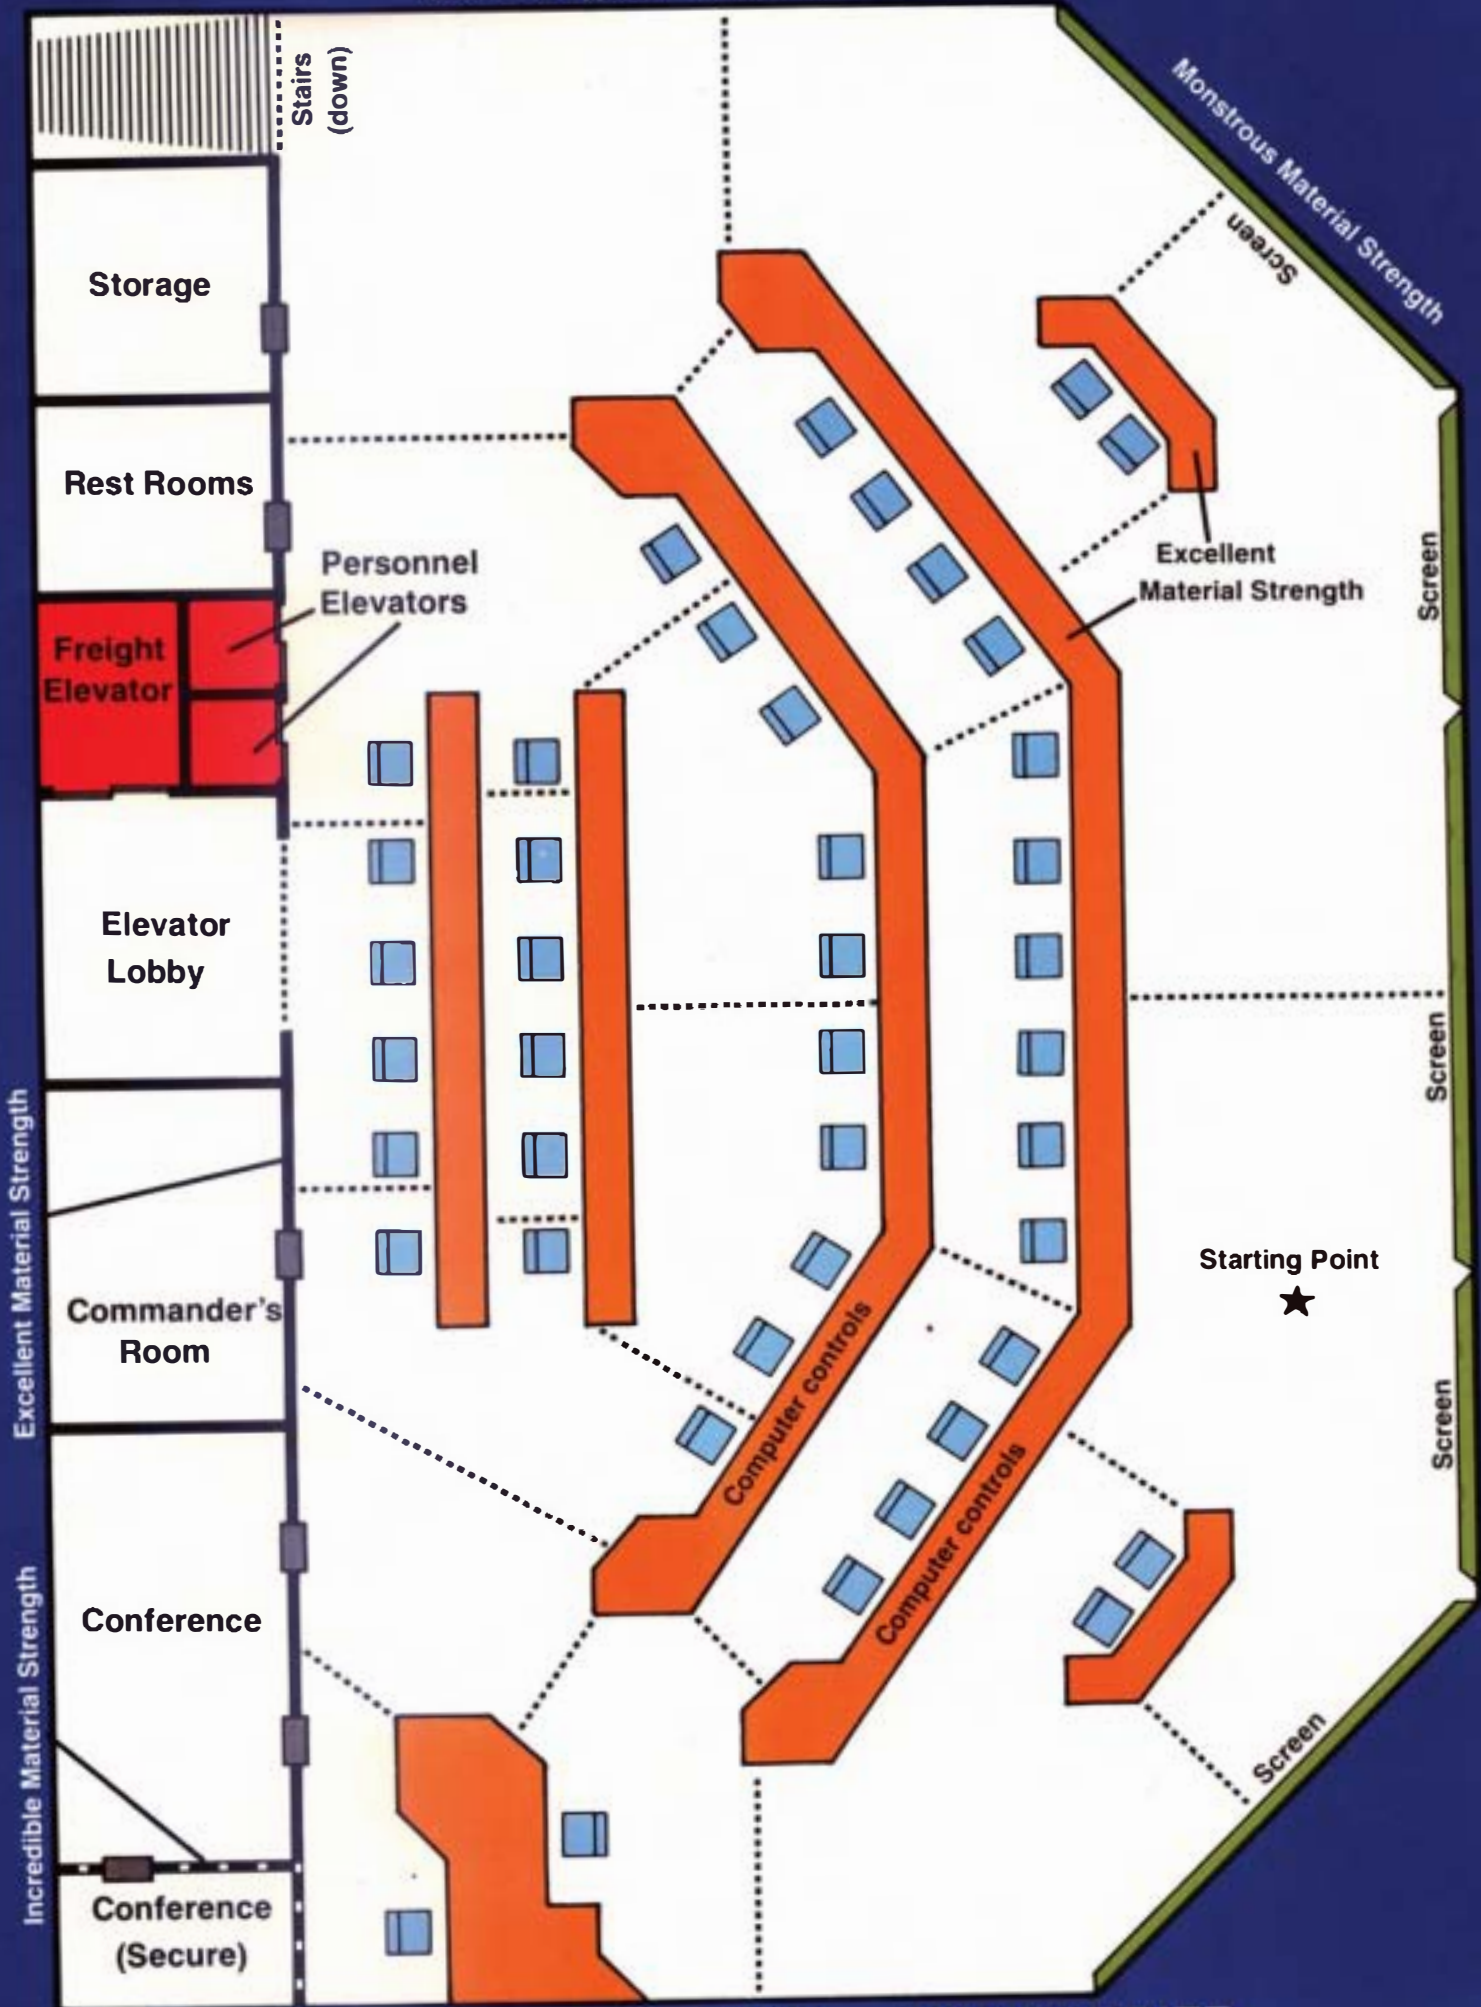 Stairs
(down)
Monstrous Material Strength
Screen
Storage
Rest Rooms
Personnel
Elevators
Freight
Elevator
Excellent
Material Strength
Screen
Elevator
Lobby
Screen
Excellent Material Strength
Starting Point
Commander's
Room
Computer controls
Screen
Computer controls
Conference
Incredible Material Strength
Screen
Conference
(Secure)